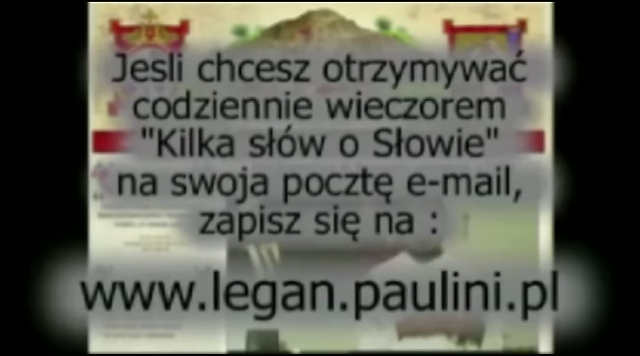 Jesli chcesz otrzymywać
codziennie wieczorem
"Kilka słów o Słowie"
na swoja pocztę e-mail,
zapisz się na :
www.legan.paulini.pl